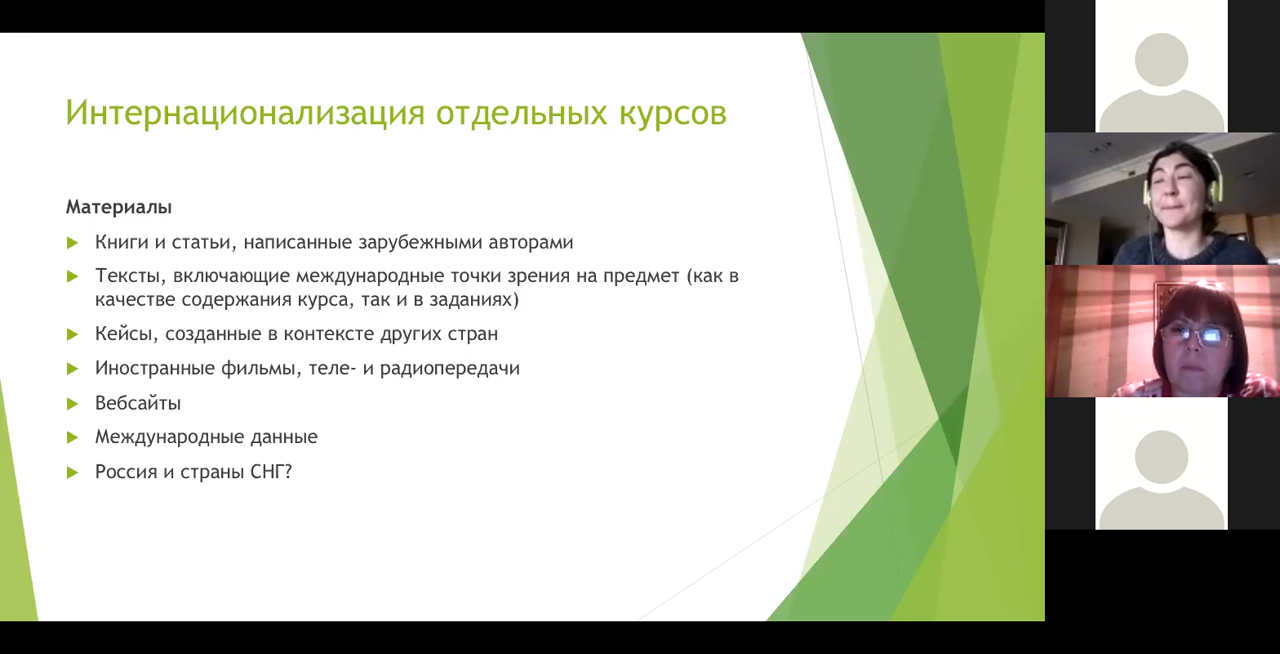 Интернационализация отдельных курсов
Материалы
Книги и статьи, написанные зарубежными авторами
Тексты, включающие международные точки зрения на предмет (как в
качестве содержания курса, так и в заданиях)
Кейсы, созданные в контексте других стран
Иностранные фильмы, теле- и радиопередачи
Вебсайты
Международные данные
Россия и страны СНГ?